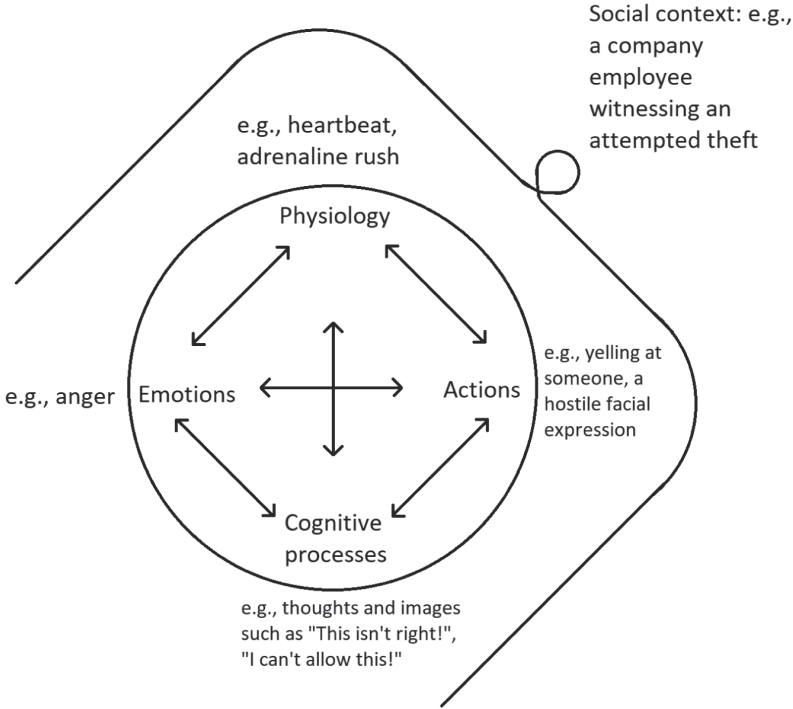 Social context: e.g.,
a company
employee
witnessing an
attempted theft
e.g., heartbeat,
adrenaline rush
Physiology
e.g., anger
Emotions
Actions
e.g., yelling at
someone, a
hostile facial
expression
Cognitive
processes
e.g., thoughts and images
such as "This isn't right!",
"I can't allow this!"